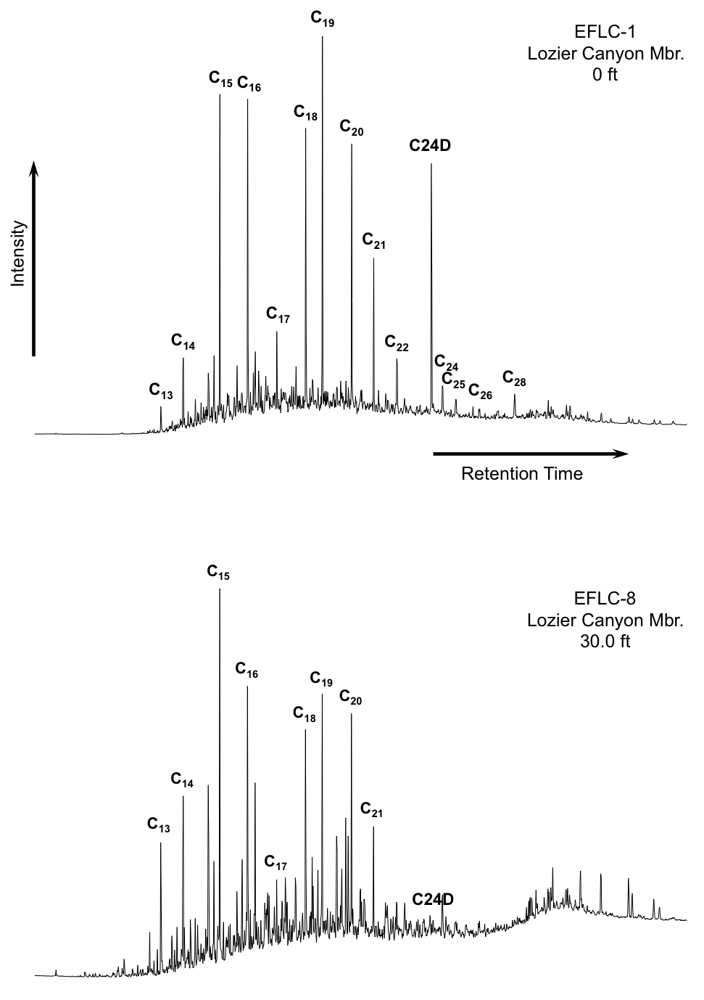 C19
EFLC-1
Lozier Canyon Mbr.
0 ft
C15 C16
C18
C20
C24D
Intensity
C21
C17
C14
C22
C24
C13
C25
C26
C28
Retention Time
C15
EFLC-8
Lozier Canyon Mbr.
30.0 ft
C16
C19
C20
C18
C14
C21
C13
C17
C24D